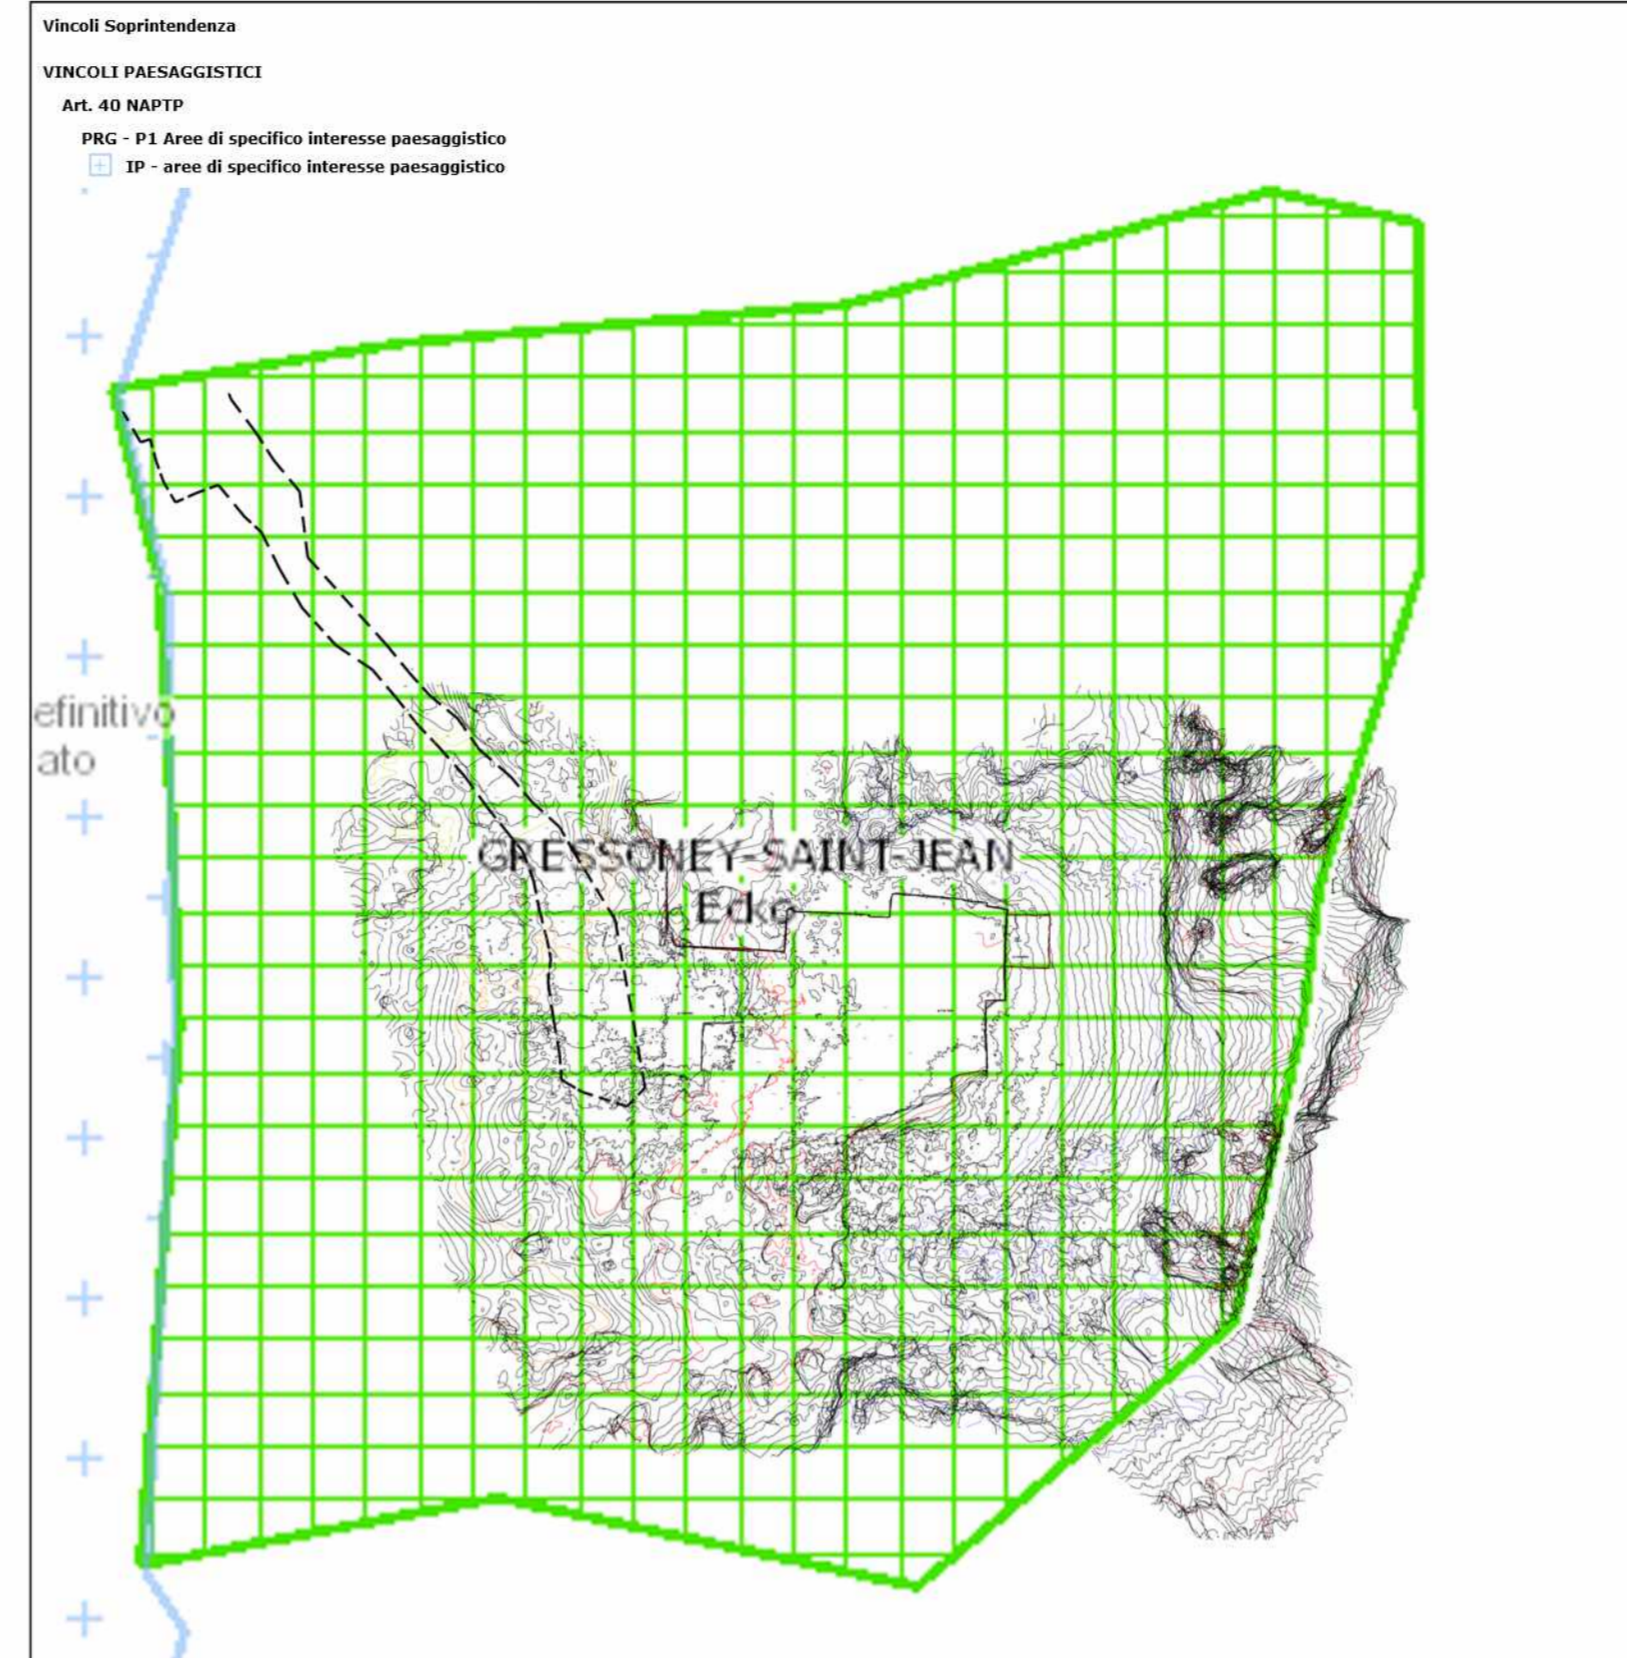 Vincoli Soprintendenza
VINCOLI PAESAGGISTICI
Art. 40 NAPTP
PRG - P1 Aree di specifico interesse paesaggistico
IP - aree di specifico interesse paesaggistico
efinitivo
ato
GRESSONEY-SAINT-JEAN
Ecko